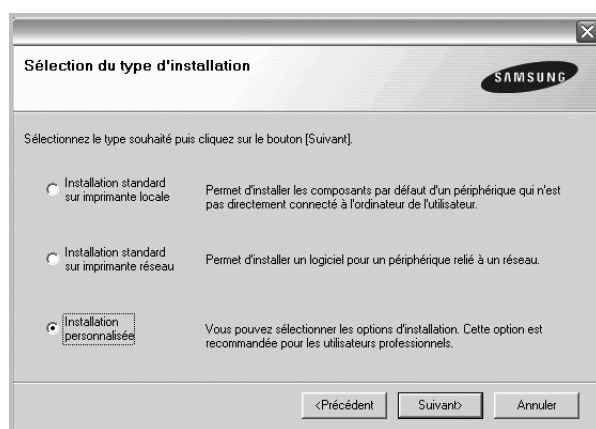 Sélection du type d'installation
SAMSUNG
Sélectionnez le type souhaité puis cliquez sur le bouton [Suivant].
Installation standard
sur imprimante locale
Permet d'installer les composants par défaut d'un périphérique qui n'est
pas directement connecté à l'ordinateur de l'utilisateur.
Installation standard
sur imprimante réseau
Permet d'installer un logiciel pour un périphérique relié à un réseau.
Installation
personnalisée
Vous pouvez sélectionner les options d'installation. Cette option est
recommandée pour les utilisateurs professionnels.
<Précédent
Suivant>
Annuler